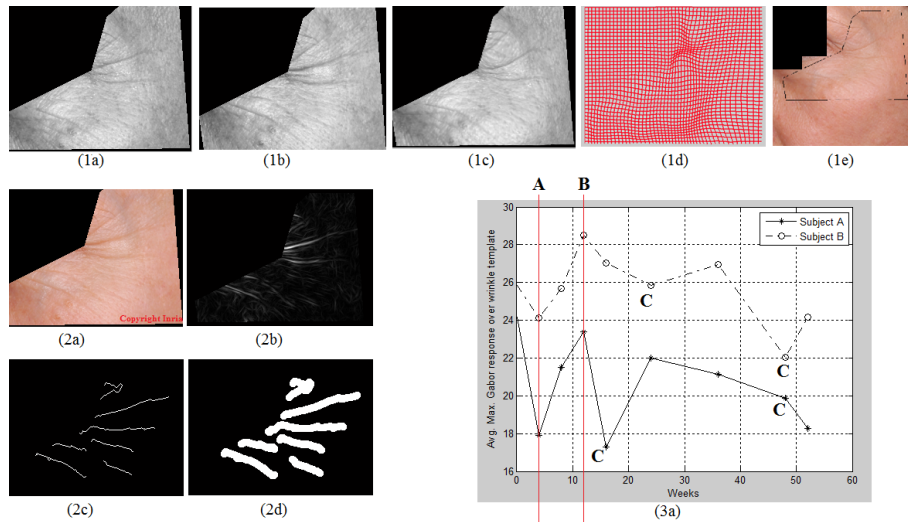 (1a)
(1b)
(1c)
(1d)
(1e)
Copyright Inria
(2a)
(2b)
(2c)
(2d)
A
B
30
28
26
24
22
20
18
16
Avg. Max. Gabor response over wrinkle template
Subject A
Subject B
C
C
C
C
0
10
20
30
40
50
60
Weeks
(3a)